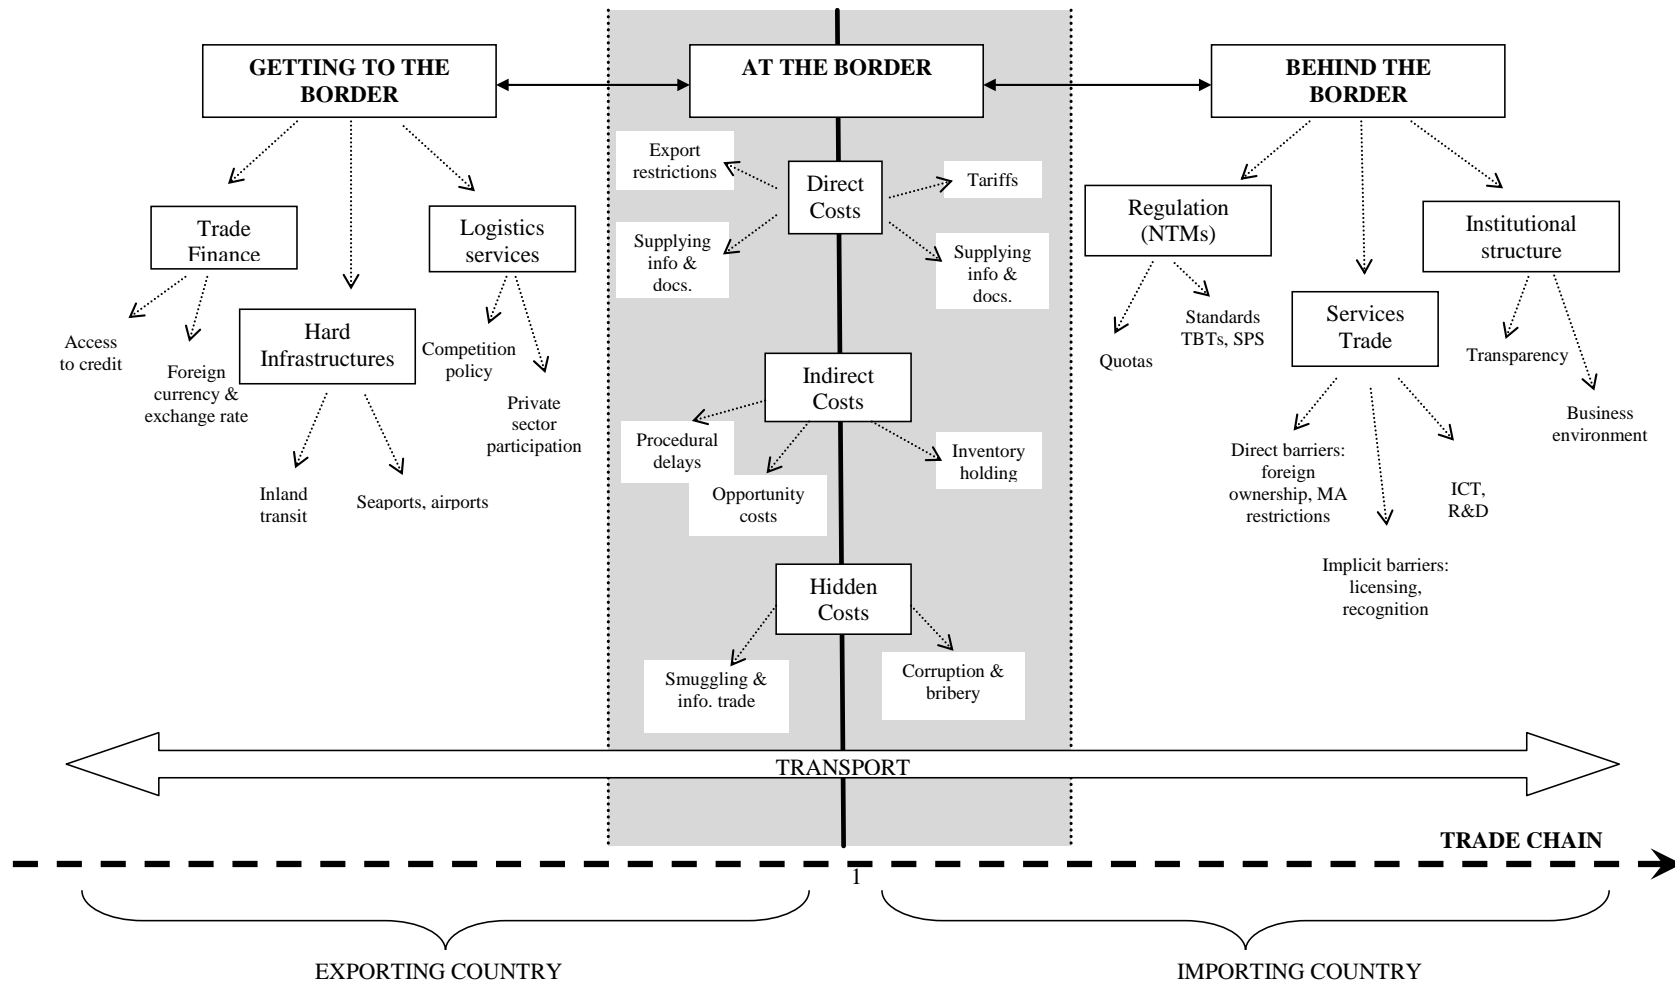 GETTING TO THE
BORDER
AT THE BORDER
BEHIND THE
BORDER
Trade
Finance
Access
to credit
Foreign
currency &
exchange rate
Hard
Infrastructures
Inland
transit
Seaports, airports
Logistics
services
Competition
policy
Private
sector
participation
Direct
Costs
Export
restrictions
Supplying
info &
docs.
Tariffs
Supplying
info &
docs.
Indirect
Costs
Procedural
delays
Opportunity
costs
Inventory
holding
Hidden
Costs
Smuggling &
info. trade
Corruption &
bribery
Regulation
(NTMs)
Quotas
Standards
TBTs, SPS
Services
Trade
Direct barriers:
foreign
ownership, MA
restrictions
Implicit barriers:
licensing,
recognition
ICT,
R&D
Institutional
structure
Transparency
Business
environment
TRANSPORT
TRADE CHAIN
1
EXPORTING COUNTRY
IMPORTING COUNTRY